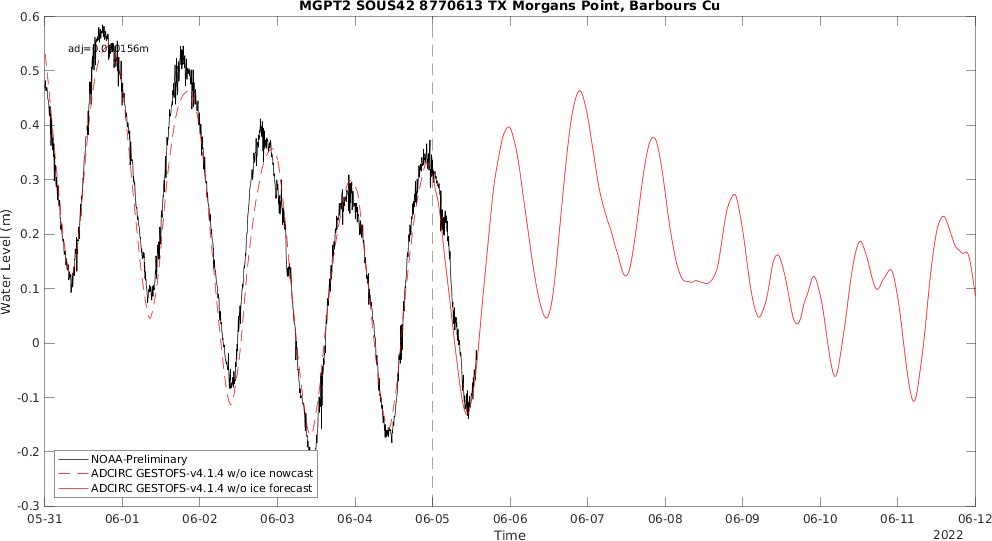 MGPT2 SOUS42 8770613 TX Morgans Point, Barbours Cu
0.6
0.5
0.4
0.3
0.2
0.1
0
-0.1
-0.2
-0.3
Water Level (m)
NOAA-Preliminary
ADCIRC GESTOFS-v4.1.4 w/o ice nowcast
ADCIRC GESTOFS-v4.1.4 w/o ice forecast
05-31 06-01 06-02 06-03 06-04 06-05 06-06 06-07 06-08 06-09 06-10 06-11 06-12
Time
2022